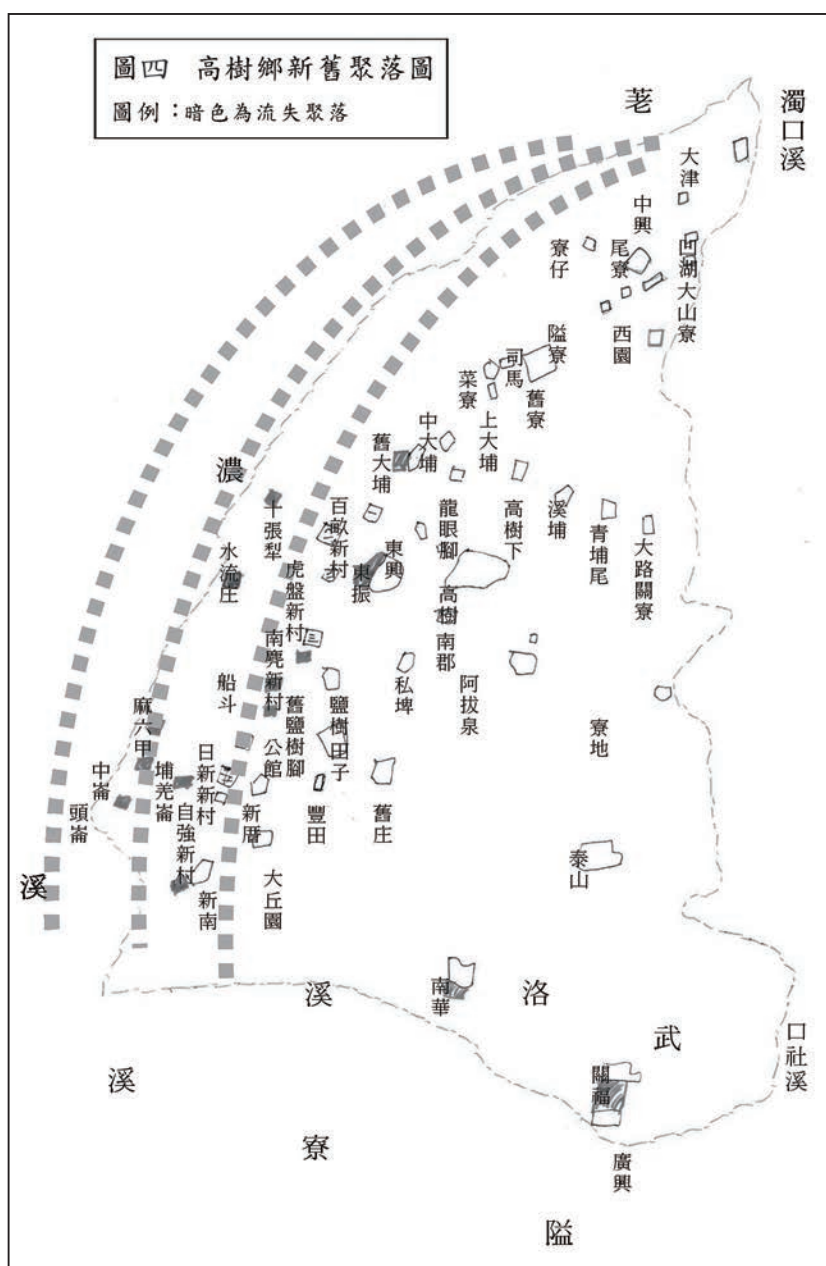 圖四 高樹鄉新舊聚落圖
圖例：暗色為流失聚落
荖
濁口溪
大津
中興
寮仔
尾寮
凹湖
大山寮
隘寮
西園
司馬
菜寮
舊寮
上大埔
中大埔
舊大埔
濃
十張犁
百畝新村
龍眼腳
高樹下
溪埔
青埔尾
大路關寮
水流庄
虎盤新村
東振
東興
高樹
南郡
南麂新村
船斗
舊鹽樹腳
鹽樹田子
私埤
阿拔泉
寮地
麻六甲
中崙
頭崙
埔羌崙
日新新村
自強新村
公館
新厝
豐田
舊庄
泰山
溪
新南
大丘園
溪
南華
洛
武
口社溪
溪
關福
寮
廣興
隘
二
三
四